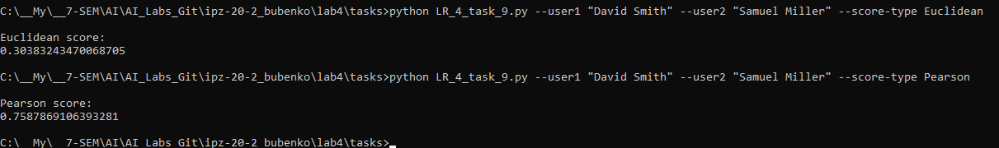 C:\__My\__7-SEM\AI\AI_Labs_Git\ipz-20-2_bubenko\lab4\tasks>python LR_4_task_9.py --user1 "David Smith" --user2 "Samuel Miller" --score-type Euclidean
Euclidean score:
0.30383243470068705
C:\__My\__7-SEM\AI\AI_Labs_Git\ipz-20-2_bubenko\lab4\tasks>python LR_4_task_9.py --user1 "David Smith" --user2 "Samuel Miller" --score-type Pearson
Pearson score:
0.7587869106393281
C:\__My\__7-SEM\AI\AI_Labs_Git\ipz-20-2_bubenko\lab4\tasks>